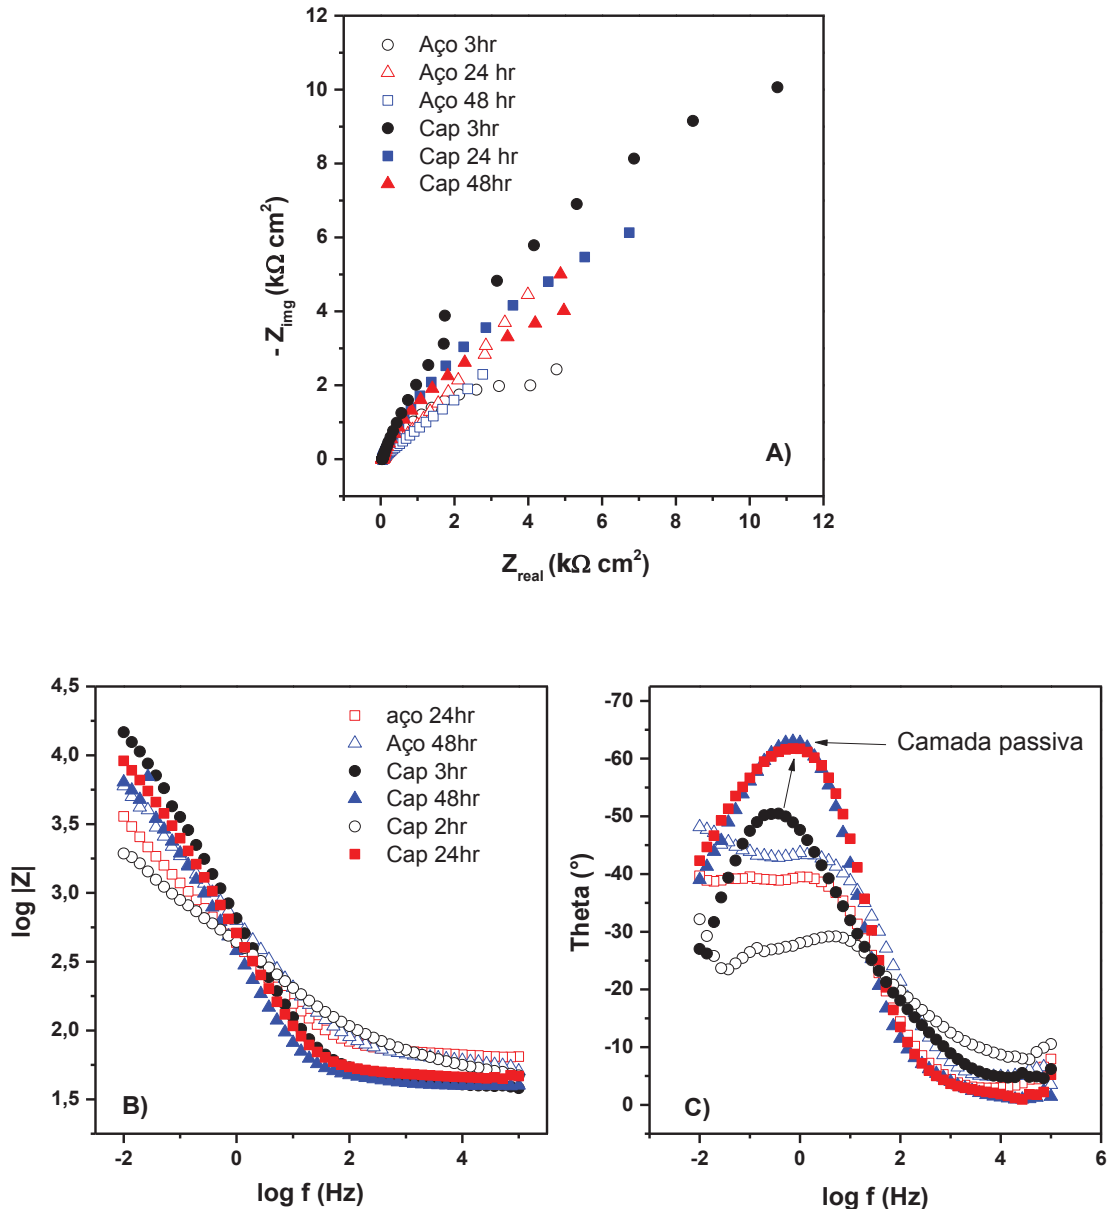 12
10
8
6
4
2
0
- Z_img (kΩ cm²)
Aço 3hr
Aço 24 hr
Aço 48 hr
Cap 3hr
Cap 24 hr
Cap 48hr
A)
0 2 4 6 8 10 12
Z_real (kΩ cm²)
4,5
4,0
3,5
3,0
2,5
2,0
1,5
log |Z|
aço 24hr
Aço 48hr
Cap 3hr
Cap 48hr
Cap 2hr
Cap 24hr
B)
-2 0 2 4
log f (Hz)
-70
-60
-50
-40
-30
-20
-10
0
Theta (°)
Camada passiva
C)
-2 0 2 4 6
log f (Hz)